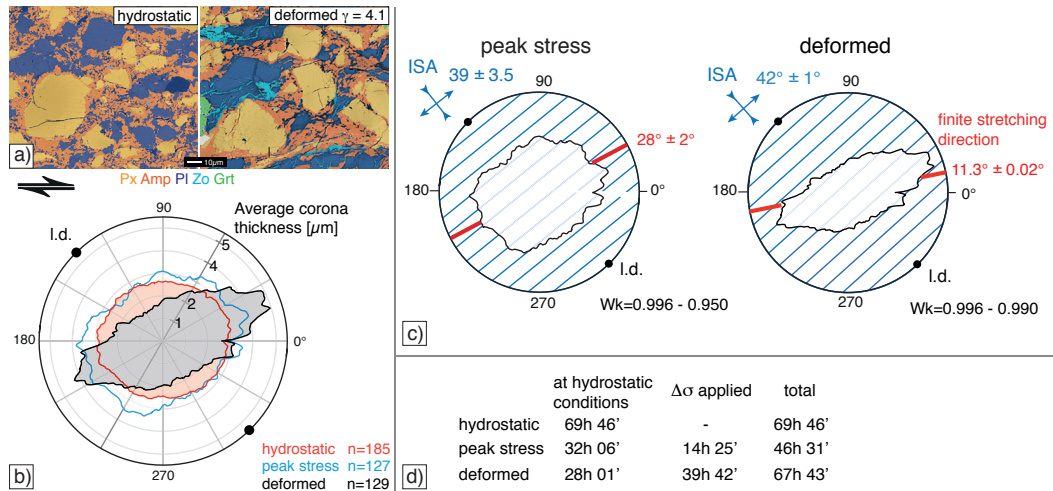 hydrostatic
deformed γ = 4.1
a)
10µm
Px Amp Pl Zo Grt
Average corona
thickness [µm]
90
l.d.
5
4
2
1
180
0°
270
b)
hydrostatic n=185
peak stress n=127
deformed n=129
c)
peak stress
ISA
39 ± 3.5
90
28° ± 2°
180
0°
l.d.
270
Wk=0.996 - 0.950
deformed
ISA
42° ± 1°
90
finite stretching
direction
11.3° ± 0.02°
180
0°
l.d.
270
Wk=0.996 - 0.990
d)
at hydrostatic
conditions
Δσ applied
total
hydrostatic 69h 46’ - 69h 46’
peak stress 32h 06’ 14h 25’ 46h 31’
deformed 28h 01’ 39h 42’ 67h 43’